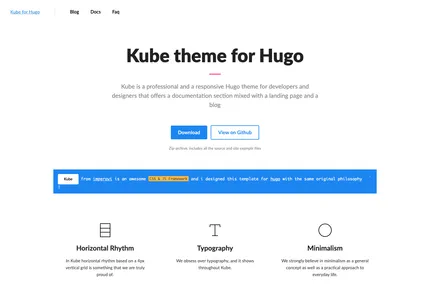 Kube for Hugo
Blog
Docs
Faq
Kube theme for Hugo
Kube is a professional and a responsive Hugo theme for developers and
designers that offers a documentation section mixed with a landing page and a
blog
Download
View on Github
Zip archive. Includes all the source and site example files
Kube from imperavi is an awesome CSS & JS framework and i designed this template for hugo with the same original philosophy
Horizontal Rhythm
In Kube horizontal rhythm based on a 4px
vertical grid is something that we are truly
proud of.
Typography
We obsess over typography, and it shows
throughout Kube.
Minimalism
We strongly believe in minimalism as a general
concept as well as a practical approach to
everyday life.